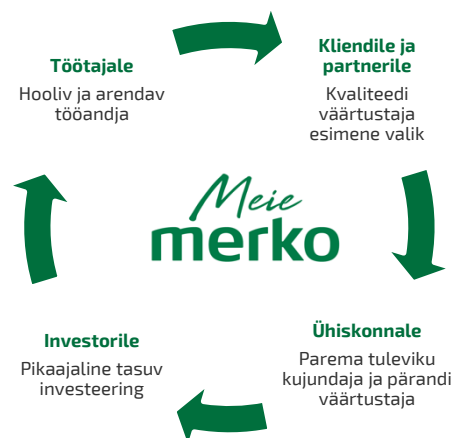 Töötajale
Hooliv ja arendav
tööandja
Kliendile ja
partnerile
Kvaliteedi
väärtustaja
esimene valik
Meie
merko
Investorile
Pikaajaline tasuv
investeering
Ühiskonnale
Parema tuleviku
kujundaja ja pärandi
väärtustaja